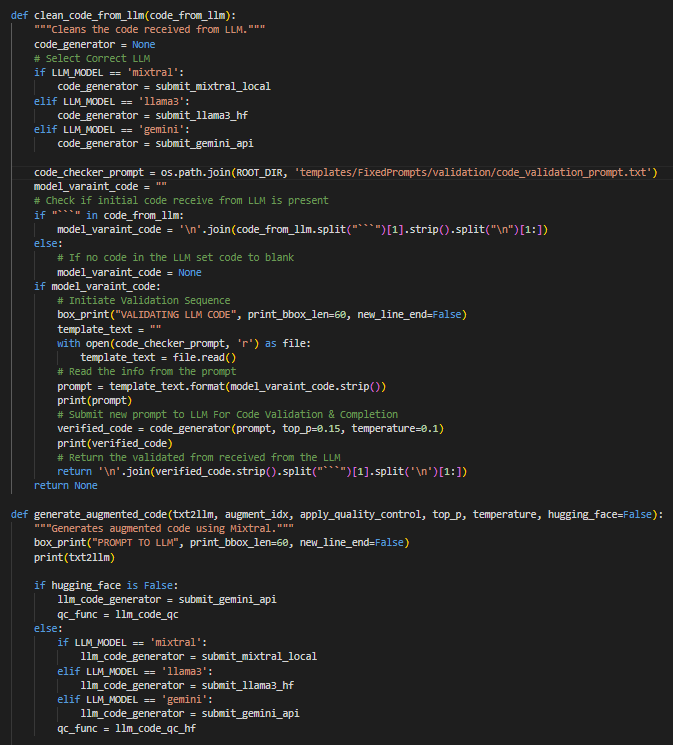 def clean_code_from_llm(code_from_llm):
    """Cleans the code received from LLM."""
    code_generator = None
    # Select Correct LLM
    if LLM_MODEL == 'mixtral':
        code_generator = submit_mixtral_local
    elif LLM_MODEL == 'llama3':
        code_generator = submit_llama3_hf
    elif LLM_MODEL == 'gemini':
        code_generator = submit_gemini_api

    code_checker_prompt = os.path.join(ROOT_DIR, 'templates/FixedPrompts/validation/code_validation_prompt.txt')
    model_varaint_code = ""
    # Check if initial code receive from LLM is present
    if "```" in code_from_llm:
        model_varaint_code = '\n'.join(code_from_llm.split("```")[1].strip().split("\n")[1:])
    else:
        # If no code in the LLM set code to blank
        model_varaint_code = None
    if model_varaint_code:
        # Initiate Validation Sequence
        box_print("VALIDATING LLM CODE", print_bbox_len=60, new_line_end=False)
        template_text = ""
        with open(code_checker_prompt, 'r') as file:
            template_text = file.read()
        # Read the info from the prompt
        prompt = template_text.format(model_varaint_code.strip())
        print(prompt)
        # Submit new prompt to LLM For Code Validation & Completion
        verified_code = code_generator(prompt, top_p=0.15, temperature=0.1)
        print(verified_code)
        # Return the validated from received from the LLM
        return '\n'.join(verified_code.strip().split("```")[1].split('\n')[1:])
    return None

def generate_augmented_code(txt2llm, augment_idx, apply_quality_control, top_p, temperature, hugging_face=False):
    """Generates augmented code using Mixtral."""
    box_print("PROMPT TO LLM", print_bbox_len=60, new_line_end=False)
    print(txt2llm)

    if hugging_face is False:
        llm_code_generator = submit_gemini_api
        qc_func = llm_code_qc
    else:
        if LLM_MODEL == 'mixtral':
            llm_code_generator = submit_mixtral_local
        elif LLM_MODEL == 'llama3':
            llm_code_generator = submit_llama3_hf
        elif LLM_MODEL == 'gemini':
            llm_code_generator = submit_gemini_api
        qc_func = llm_code_qc_hf